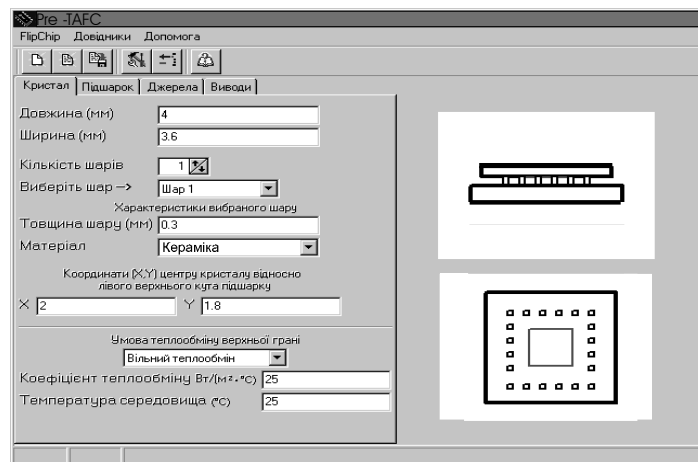 Pre -TAFC
FlipChip Довідники Допомога
Кристал Підшарок Джерела Виводи
Довжина (мм) 4
Ширина (мм) 3.6
Кількість шарів 1
Виберіть шар -> Шар 1
Характеристики вибраного шару
Товщина шару (мм) 0.3
Матеріал Кераміка
Координати (X,Y) центру кристалу відносно
лівого верхнього кута підшарку
X 2 Y 1.8
Умова теплообміну верхньої грані
Вільний теплообмін
Коефіцієнт теплообміну Вт/(м².°С) 25
Температура середовища (°С) 25